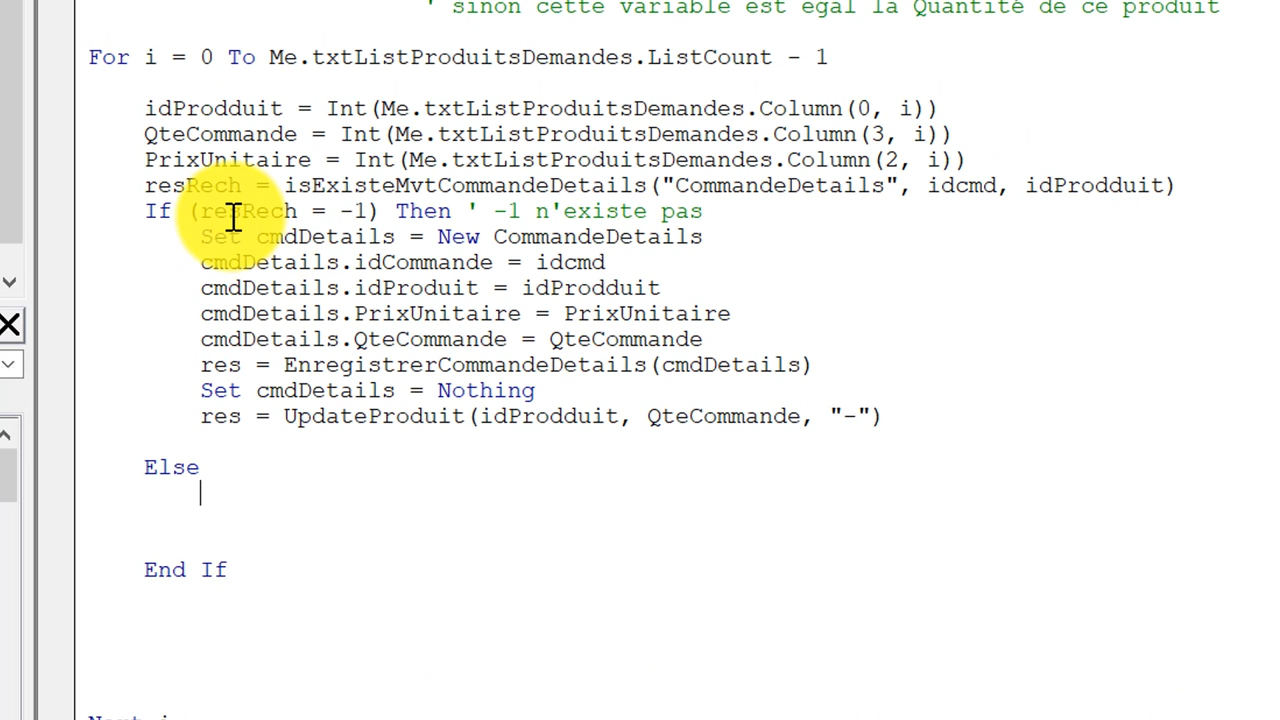 ' sinon cette variable est egal la Quantité de ce produit
For i = 0 To Me.txtListProduitsDemandes.ListCount - 1
idProdduit = Int(Me.txtListProduitsDemandes.Column(0, i))
QteCommande = Int(Me.txtListProduitsDemandes.Column(3, i))
PrixUnitaire = Int(Me.txtListProduitsDemandes.Column(2, i))
resRech = isExisteMvtCommandeDetails("CommandeDetails", idcmd, idProdduit)
If (resRech = -1) Then ' -1 n'existe pas
Set cmdDetails = New CommandeDetails
cmdDetails.idCommande = idcmd
cmdDetails.idProduit = idProdduit
cmdDetails.PrixUnitaire = PrixUnitaire
cmdDetails.QteCommande = QteCommande
res = EnregistrerCommandeDetails(cmdDetails)
Set cmdDetails = Nothing
res = UpdateProduit(idProdduit, QteCommande, "-")
Else
End If
Next i